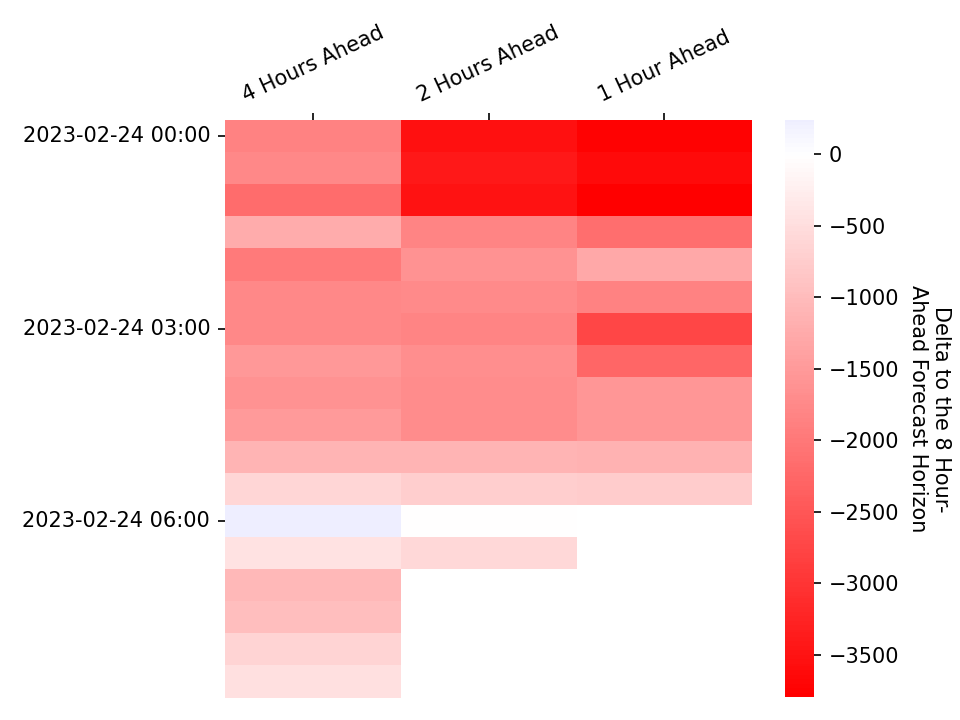 4 Hours Ahead
2 Hours Ahead
1 Hour Ahead
2023-02-24 00:00
2023-02-24 03:00
2023-02-24 06:00
0
−500
−1000
−1500
−2000
−2500
−3000
−3500
Delta to the 8 Hour-
Ahead Forecast Horizon